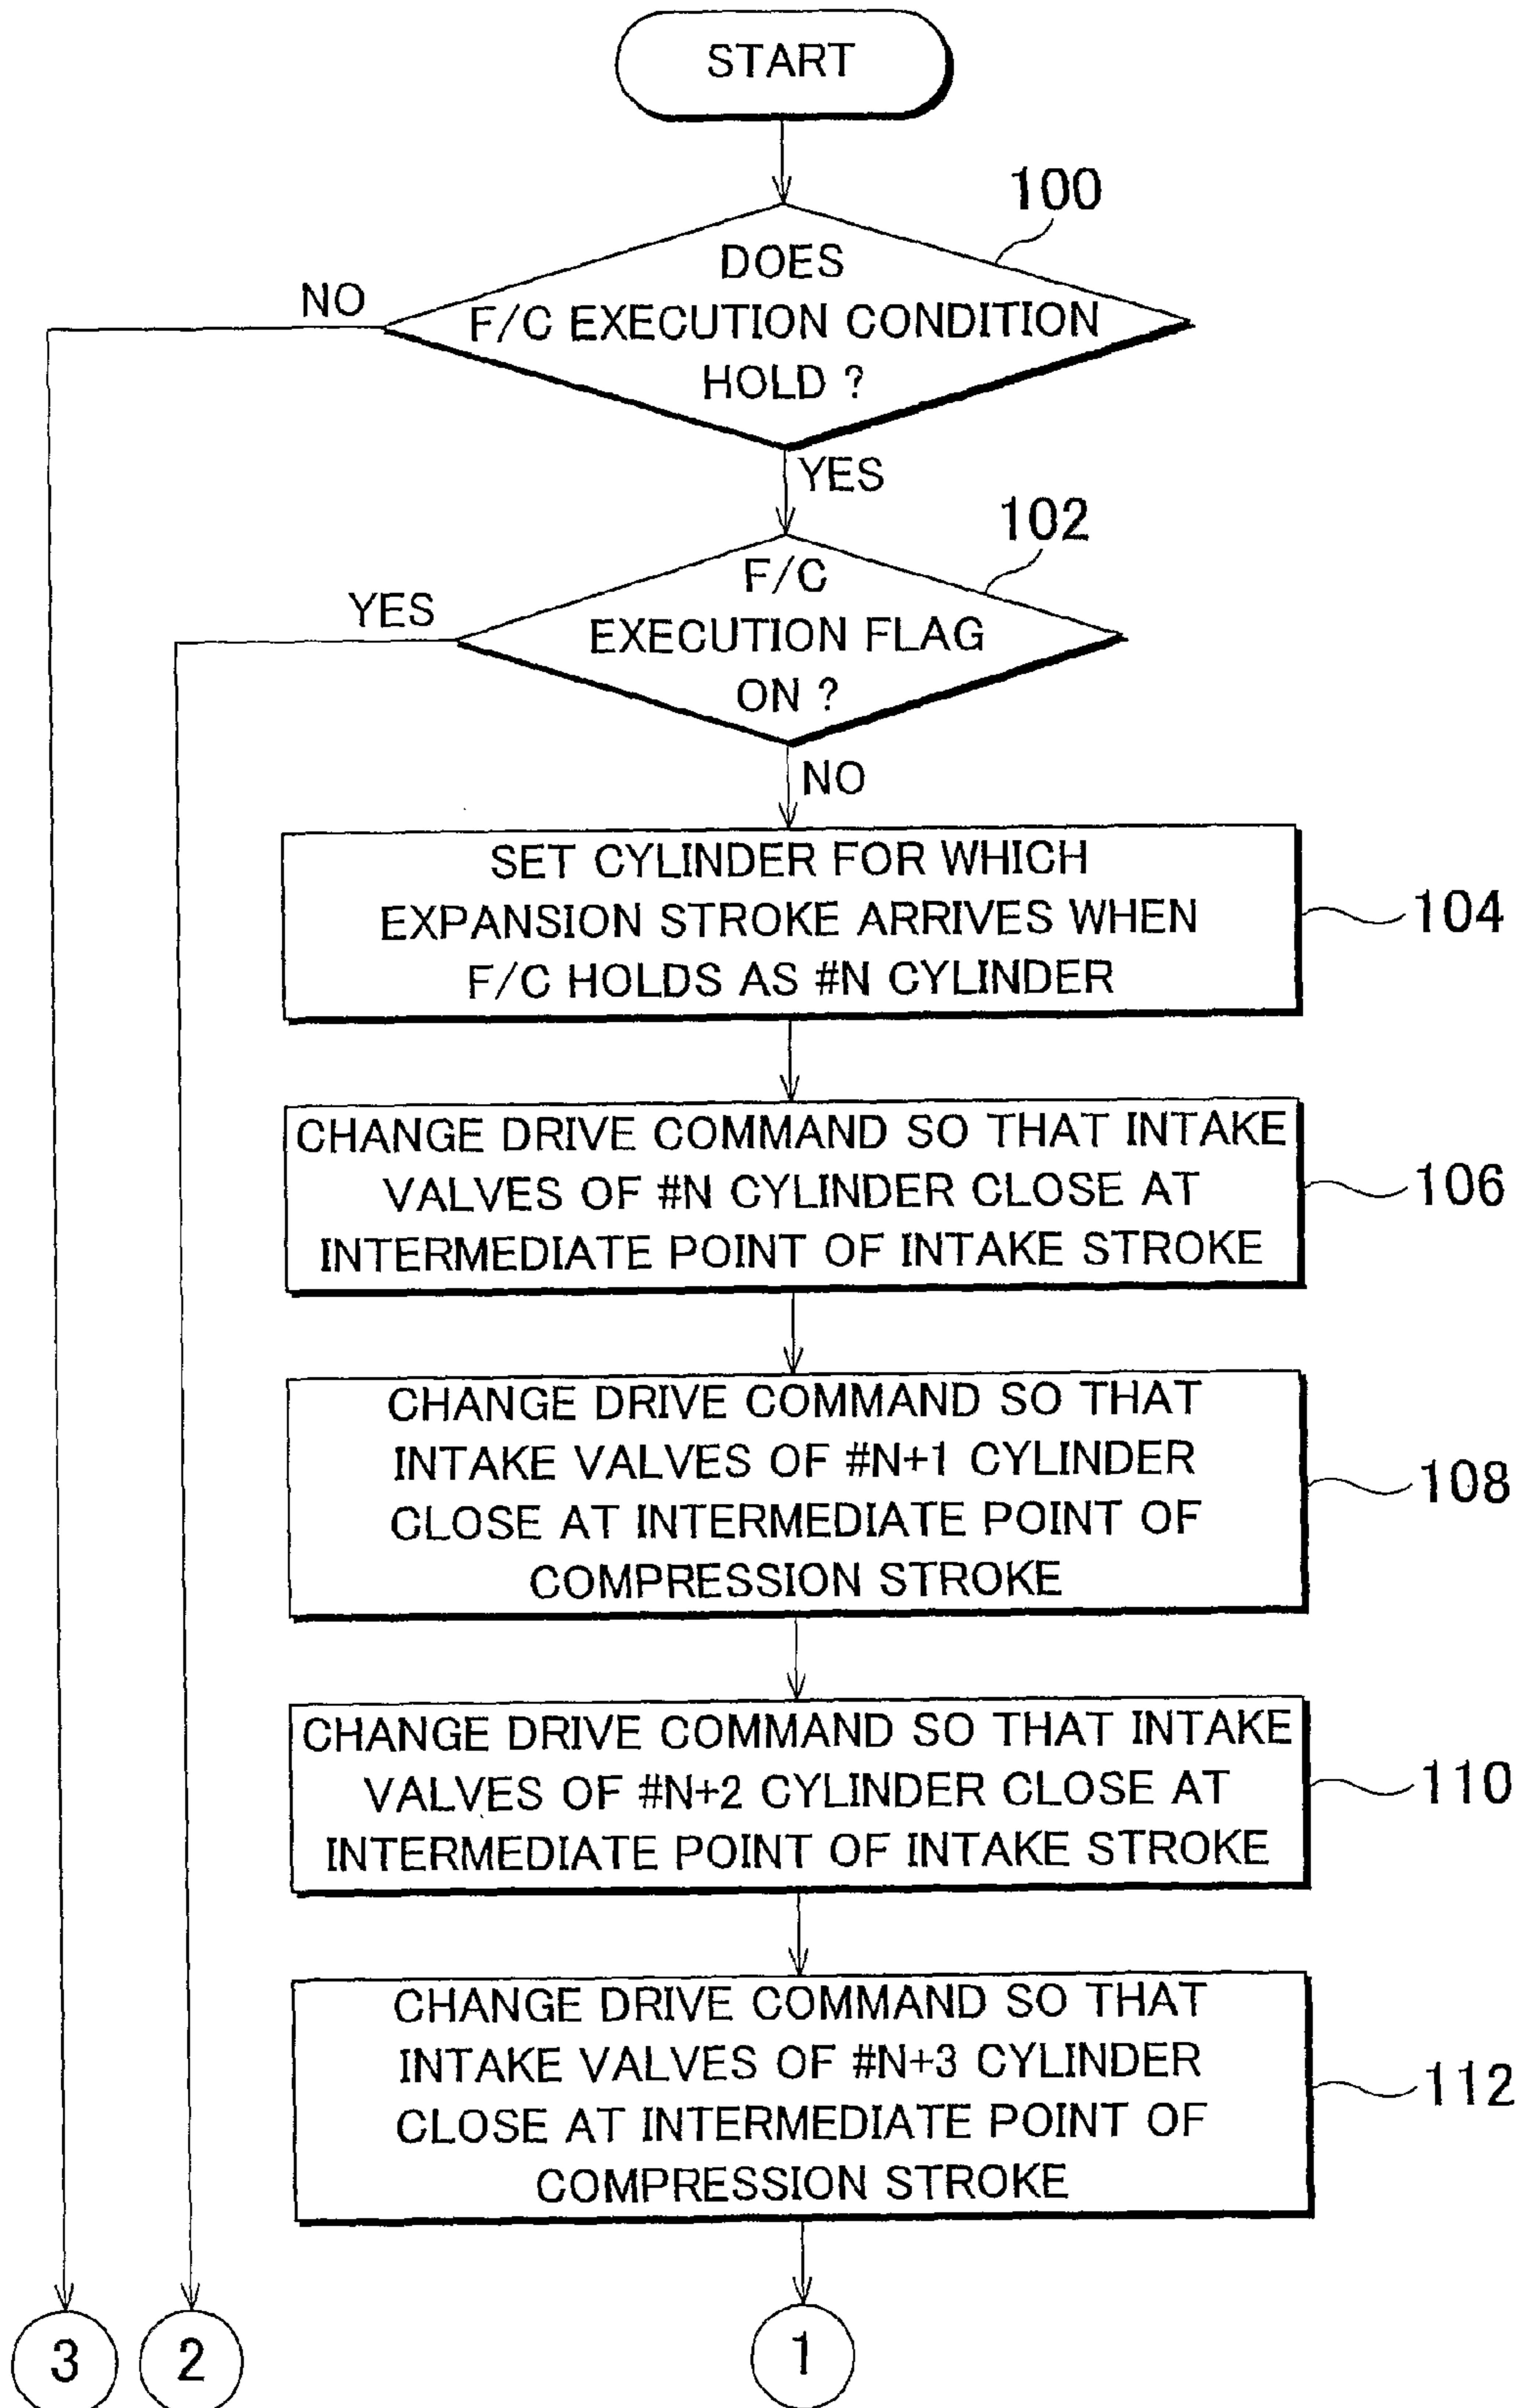 START
100
DOES
F/C EXECUTION CONDITION
HOLD ?
NO
YES
102
F/C
EXECUTION FLAG
ON ?
YES
NO
SET CYLINDER FOR WHICH
EXPANSION STROKE ARRIVES WHEN
F/C HOLDS AS #N CYLINDER
104
CHANGE DRIVE COMMAND SO THAT INTAKE
VALVES OF #N CYLINDER CLOSE AT
INTERMEDIATE POINT OF INTAKE STROKE
106
CHANGE DRIVE COMMAND SO THAT
INTAKE VALVES OF #N+1 CYLINDER
CLOSE AT INTERMEDIATE POINT OF
COMPRESSION STROKE
108
CHANGE DRIVE COMMAND SO THAT INTAKE
VALVES OF #N+2 CYLINDER CLOSE AT
INTERMEDIATE POINT OF INTAKE STROKE
110
CHANGE DRIVE COMMAND SO THAT
INTAKE VALVES OF #N+3 CYLINDER
CLOSE AT INTERMEDIATE POINT OF
COMPRESSION STROKE
112
3
2
1